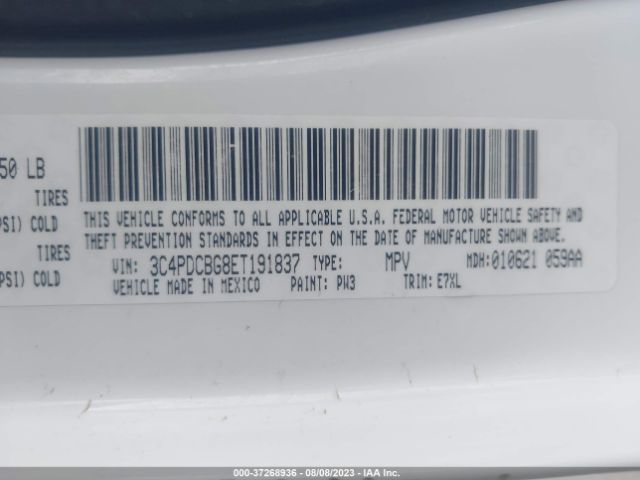 50 LB
TIRES
PSI) COLD
TIRES
PSI) COLD
THIS VEHICLE CONFORMS TO ALL APPLICABLE U.S.A. FEDERAL MOTOR VEHICLE SAFETY AND
THEFT PREVENTION STANDARDS IN EFFECT ON THE DATE OF MANUFACTURE SHOWN ABOVE.
VIN: 3C4PDCBG8ET191837 TYPE: MPV MDH:010621 059AA
VEHICLE MADE IN MEXICO PAINT: PW3 TRIM: E7XL
000-37268936 - 08/08/2023 - IAA Inc.